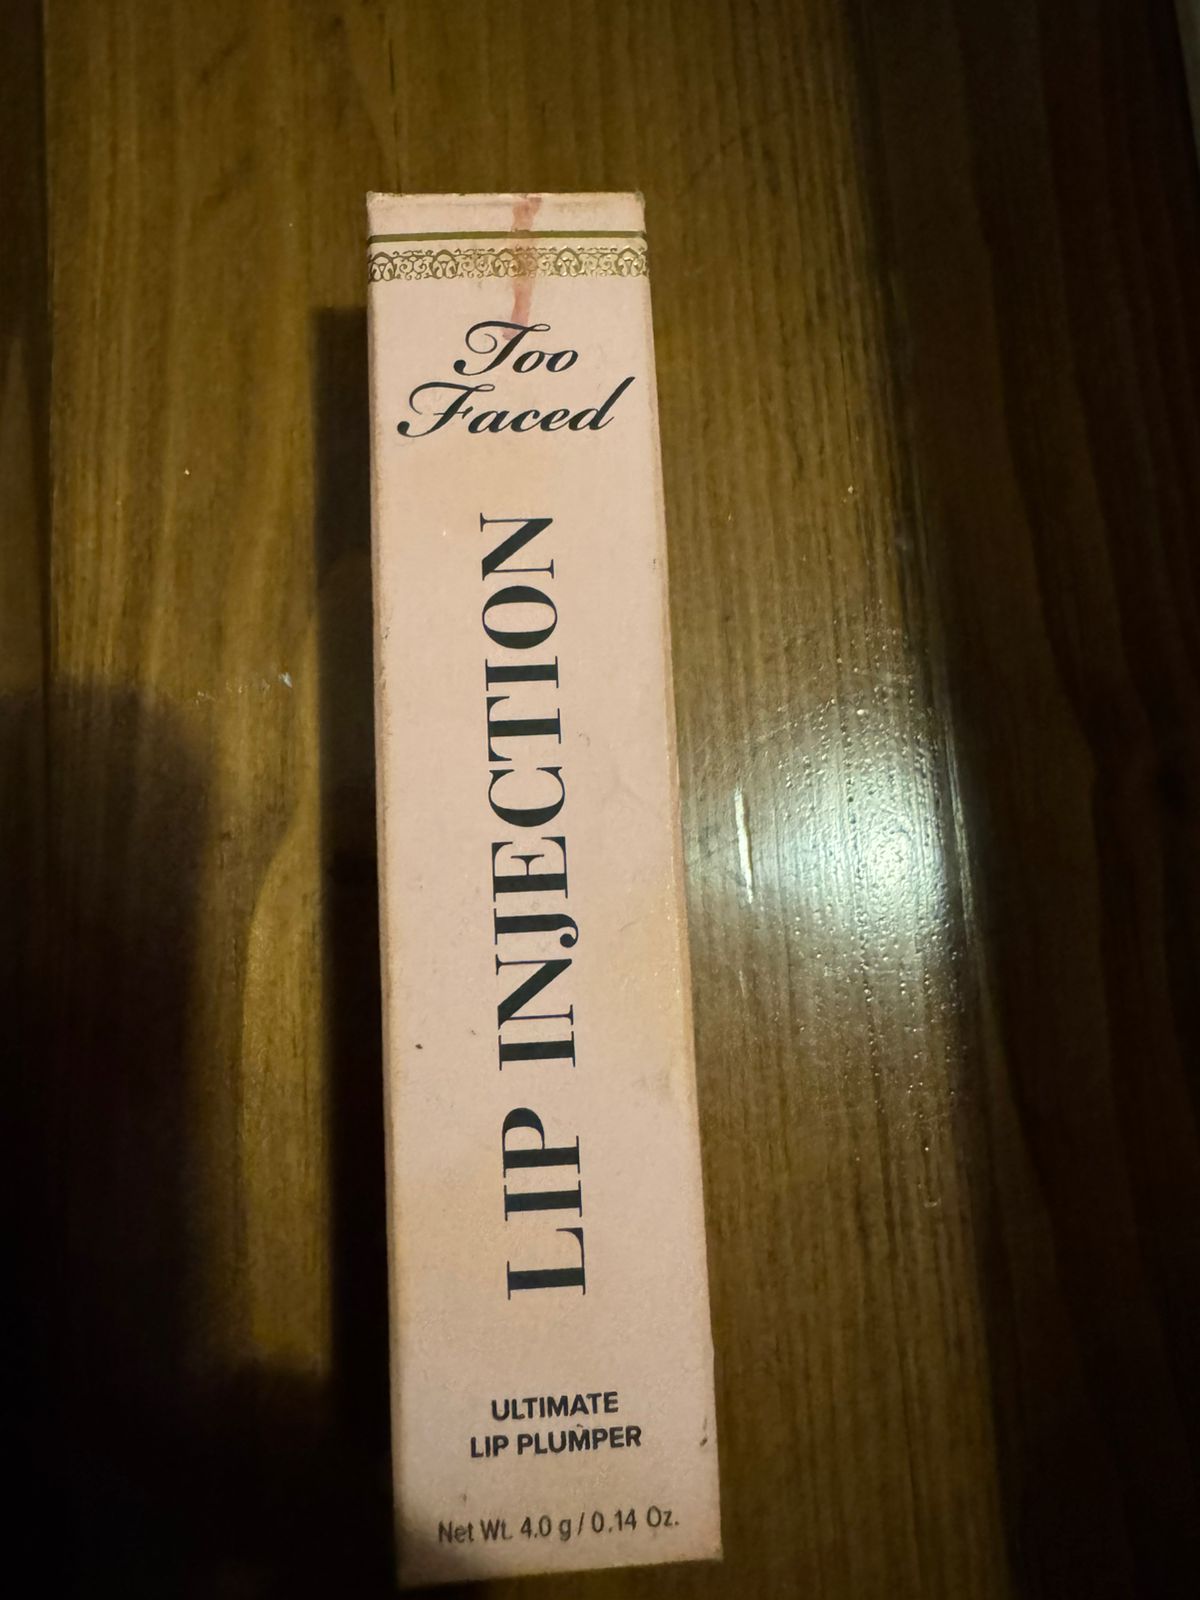 Too
Faced
LIP INJECTION
ULTIMATE
LIP PLUMPER
Net Wt. 4.0 g / 0.14 Oz.